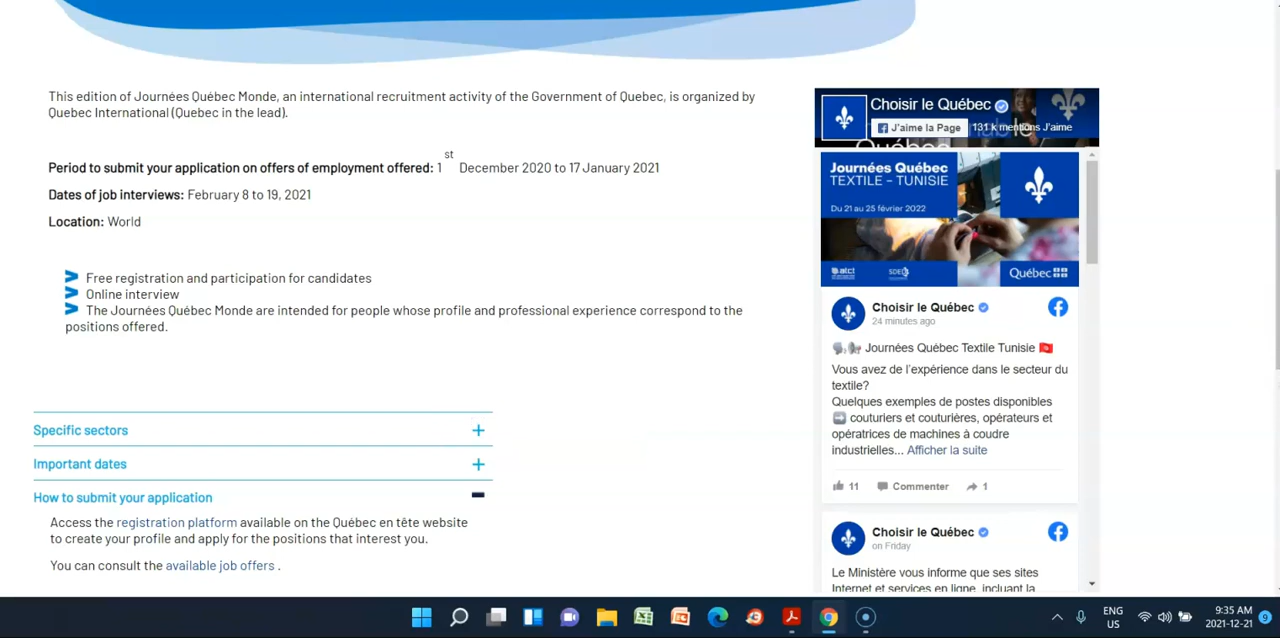 This edition of Journées Québec Monde, an international recruitment activity of the Government of Quebec, is organized by
Quebec International (Quebec in the lead).
Period to submit your application on offers of employment offered: 1st December 2020 to 17 January 2021
Dates of job interviews: February 8 to 19, 2021
Location: World
Free registration and participation for candidates
Online interview
The Journées Québec Monde are intended for people whose profile and professional experience correspond to the
positions offered.
Specific sectors
Important dates
How to submit your application
Access the registration platform available on the Québec en tête website
to create your profile and apply for the positions that interest you.
You can consult the available job offers .
Choisir le Québec
J'aime la Page
131 k mentions J'aime
Journées Québec
TEXTILE - TUNISIE
Du 21 au 25 février 2022
Québec
Choisir le Québec
24 minutes ago
Journées Québec Textile Tunisie
Vous avez de l'expérience dans le secteur du
textile?
Quelques exemples de postes disponibles
couturiers et couturières, opérateurs et
opératrices de machines à coudre
industrielles... Afficher la suite
11
Commenter
1
Choisir le Québec
on Friday
Le Ministère vous informe que ses sites
Internet et services en ligne, incluant la
ENG
US
9:35 AM
2021-12-21
9